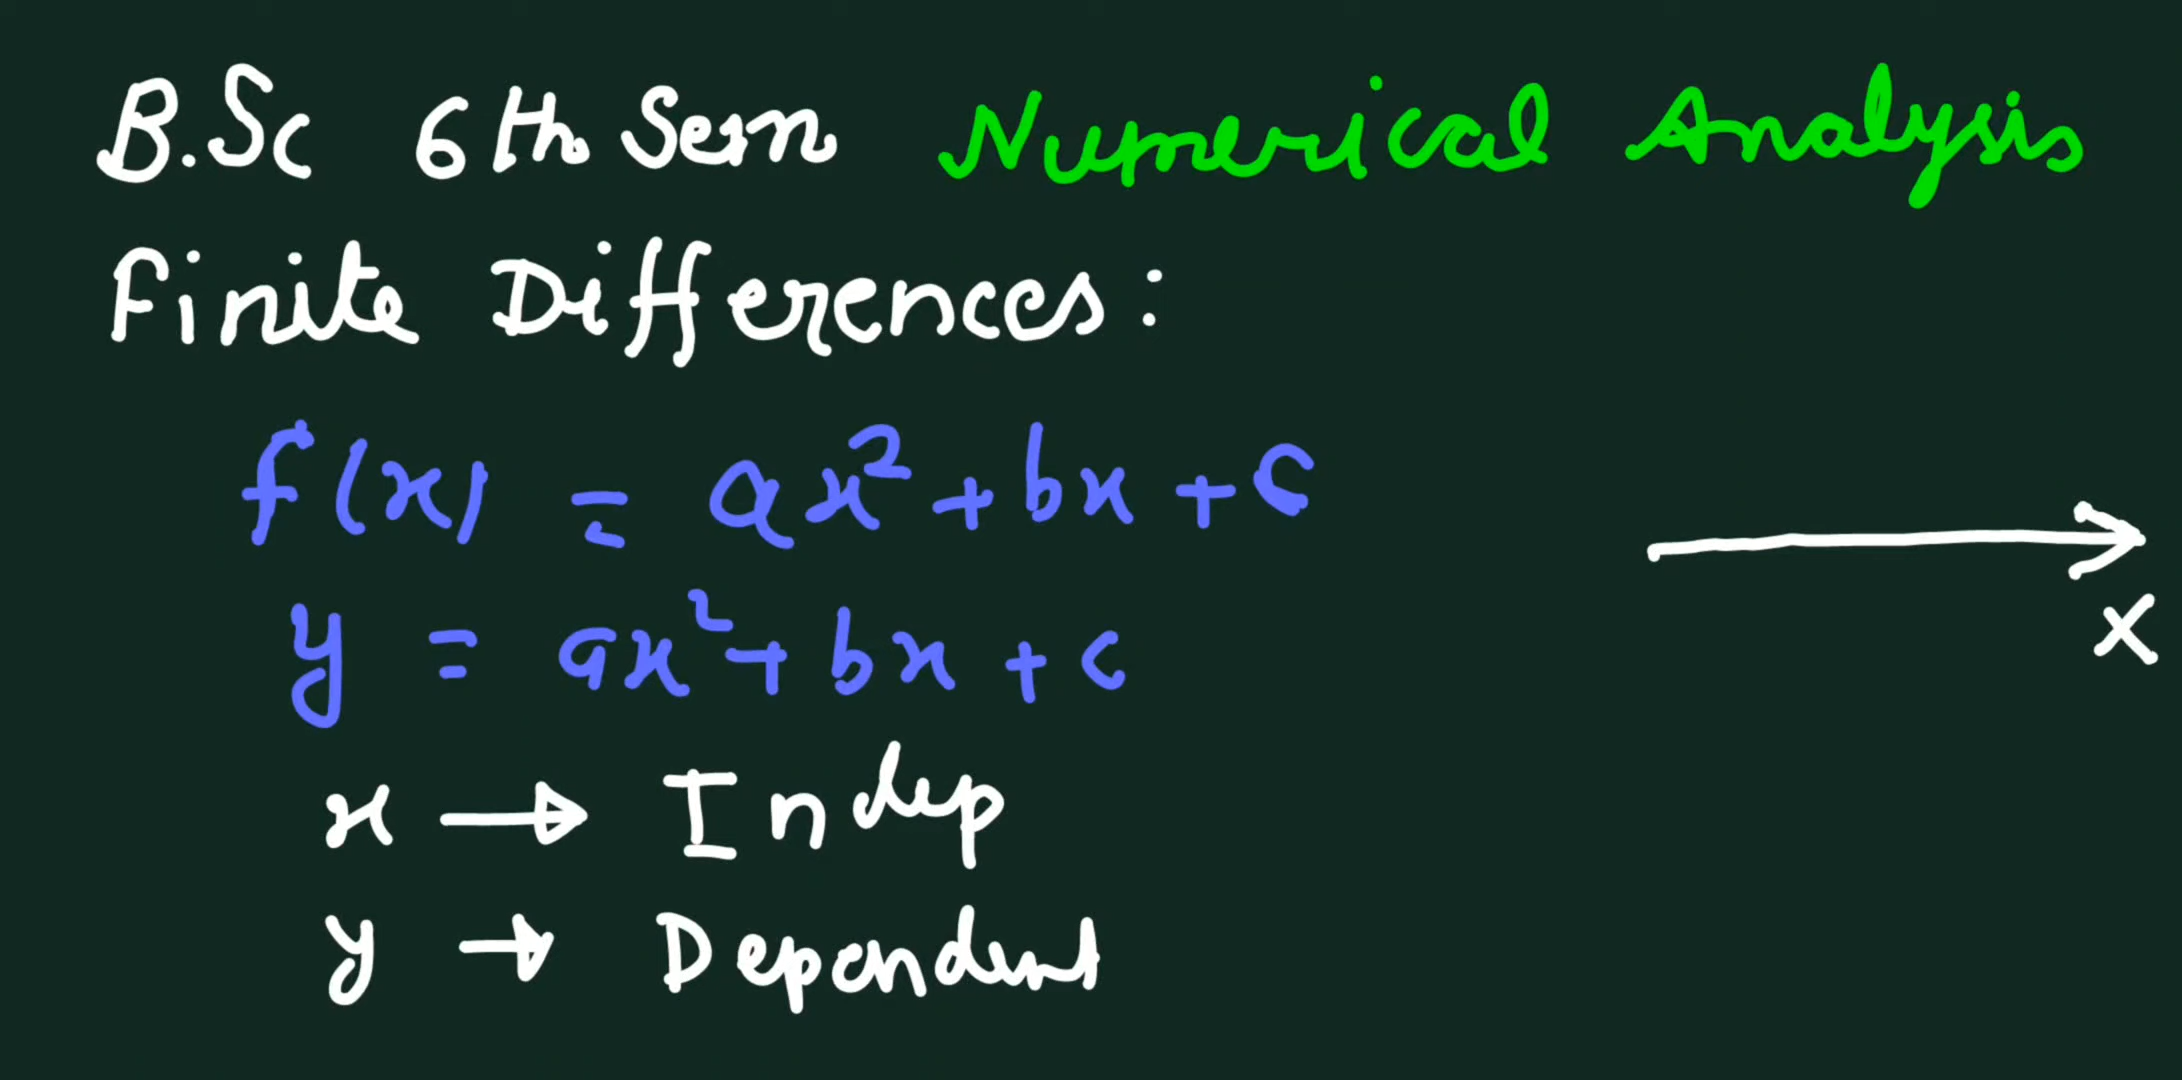 B.Sc 6th Sem Numerical Analysis
Finite Differences:
f(x) = ax²+bx+c
y = ax²+bx+c
x → Indep
y → Dependent
x